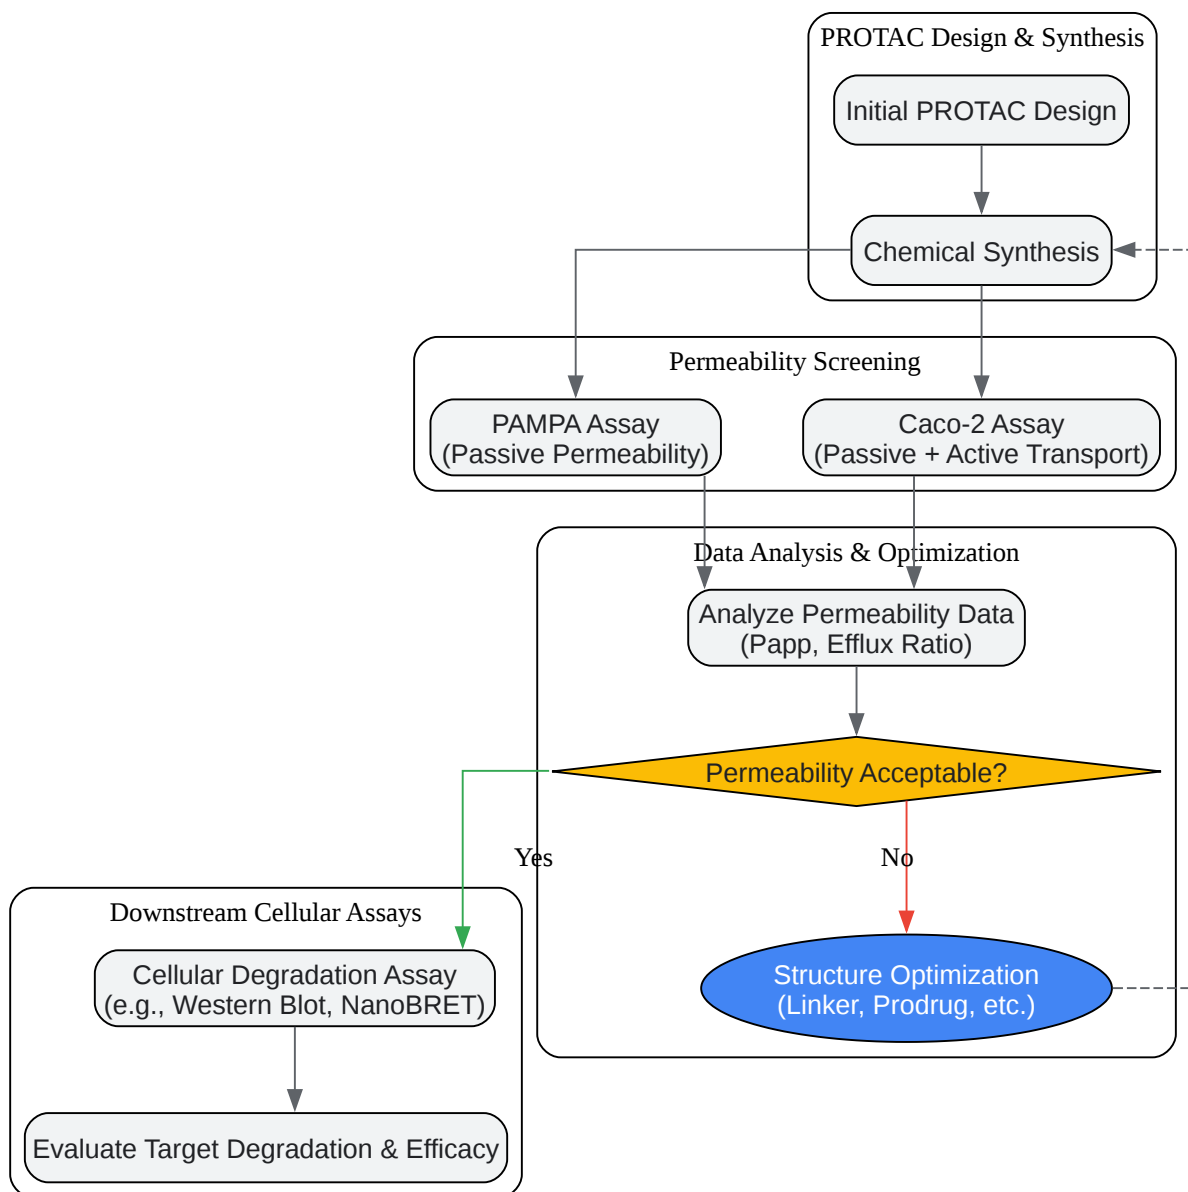 PROTAC Design & Synthesis
Initial PROTAC Design
Chemical Synthesis
Permeability Screening
PAMPA Assay
(Passive Permeability)
Caco-2 Assay
(Passive + Active Transport)
Data Analysis & Optimization
Analyze Permeability Data
(Papp, Efflux Ratio)
Permeability Acceptable?
Yes
No
Downstream Cellular Assays
Cellular Degradation Assay
(e.g., Western Blot, NanoBRET)
Structure Optimization
(Linker, Prodrug, etc.)
Evaluate Target Degradation & Efficacy